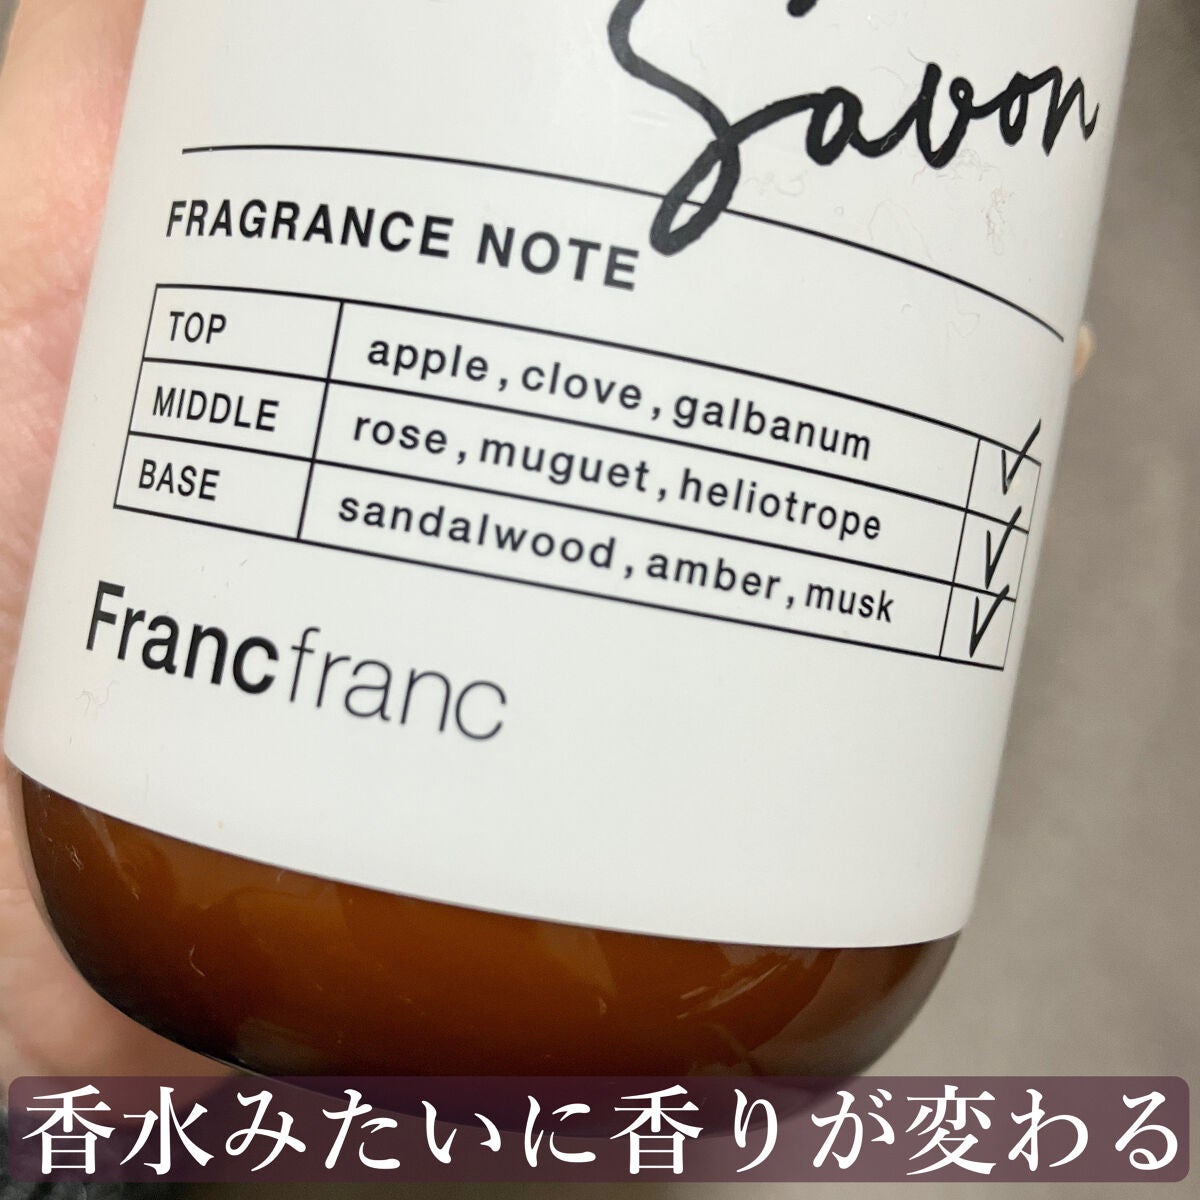 Savon
FRAGRANCE NOTE
TOP apple, clove, galbanum ✓
MIDDLE rose, muguet, heliotrope ✓
BASE sandalwood, amber, musk ✓
Francfranc
香水みたいに香りが変わる